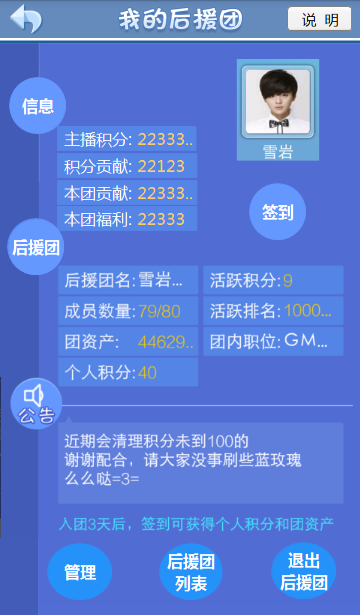 我的后援团
说 明
信息
雪岩
主播积分: 22333..
积分贡献: 22123
本团贡献: 22333..
本团福利: 22333
签到
后援团
后援团名: 雪岩... 活跃积分: 9
成员数量: 79/80 活跃排名: 1000...
团资产: 44629.. 团内职位: GM...
个人积分: 40
公告
近期会清理积分未到100的
谢谢配合，请大家没事刷些蓝玫瑰
么么哒=3=
入团3天后，签到可获得个人积分和团资产
管理
后援团
列表
退出
后援团